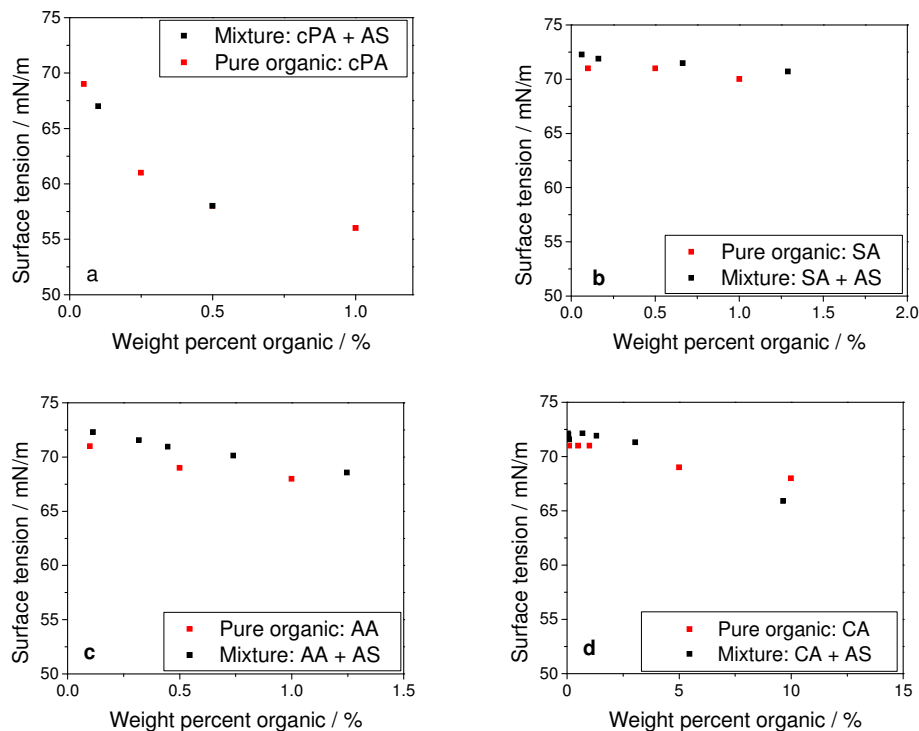 75
70
65
60
55
50
Surface tension / mN/m
Mixture: cPA + AS
Pure organic: cPA
a
0.0
0.5
1.0
Weight percent organic / %
75
70
65
60
55
50
Surface tension / mN/m
Pure organic: SA
Mixture: SA + AS
b
0.0
0.5
1.0
1.5
2.0
Weight percent organic / %
75
70
65
60
55
50
Surface tension / mN/m
Pure organic: AA
Mixture: AA + AS
c
0.0
0.5
1.0
1.5
Weight percent organic / %
75
70
65
60
55
50
Surface tension / mN/m
Pure organic: CA
Mixture: CA + AS
d
0
5
10
15
Weight percent organic / %